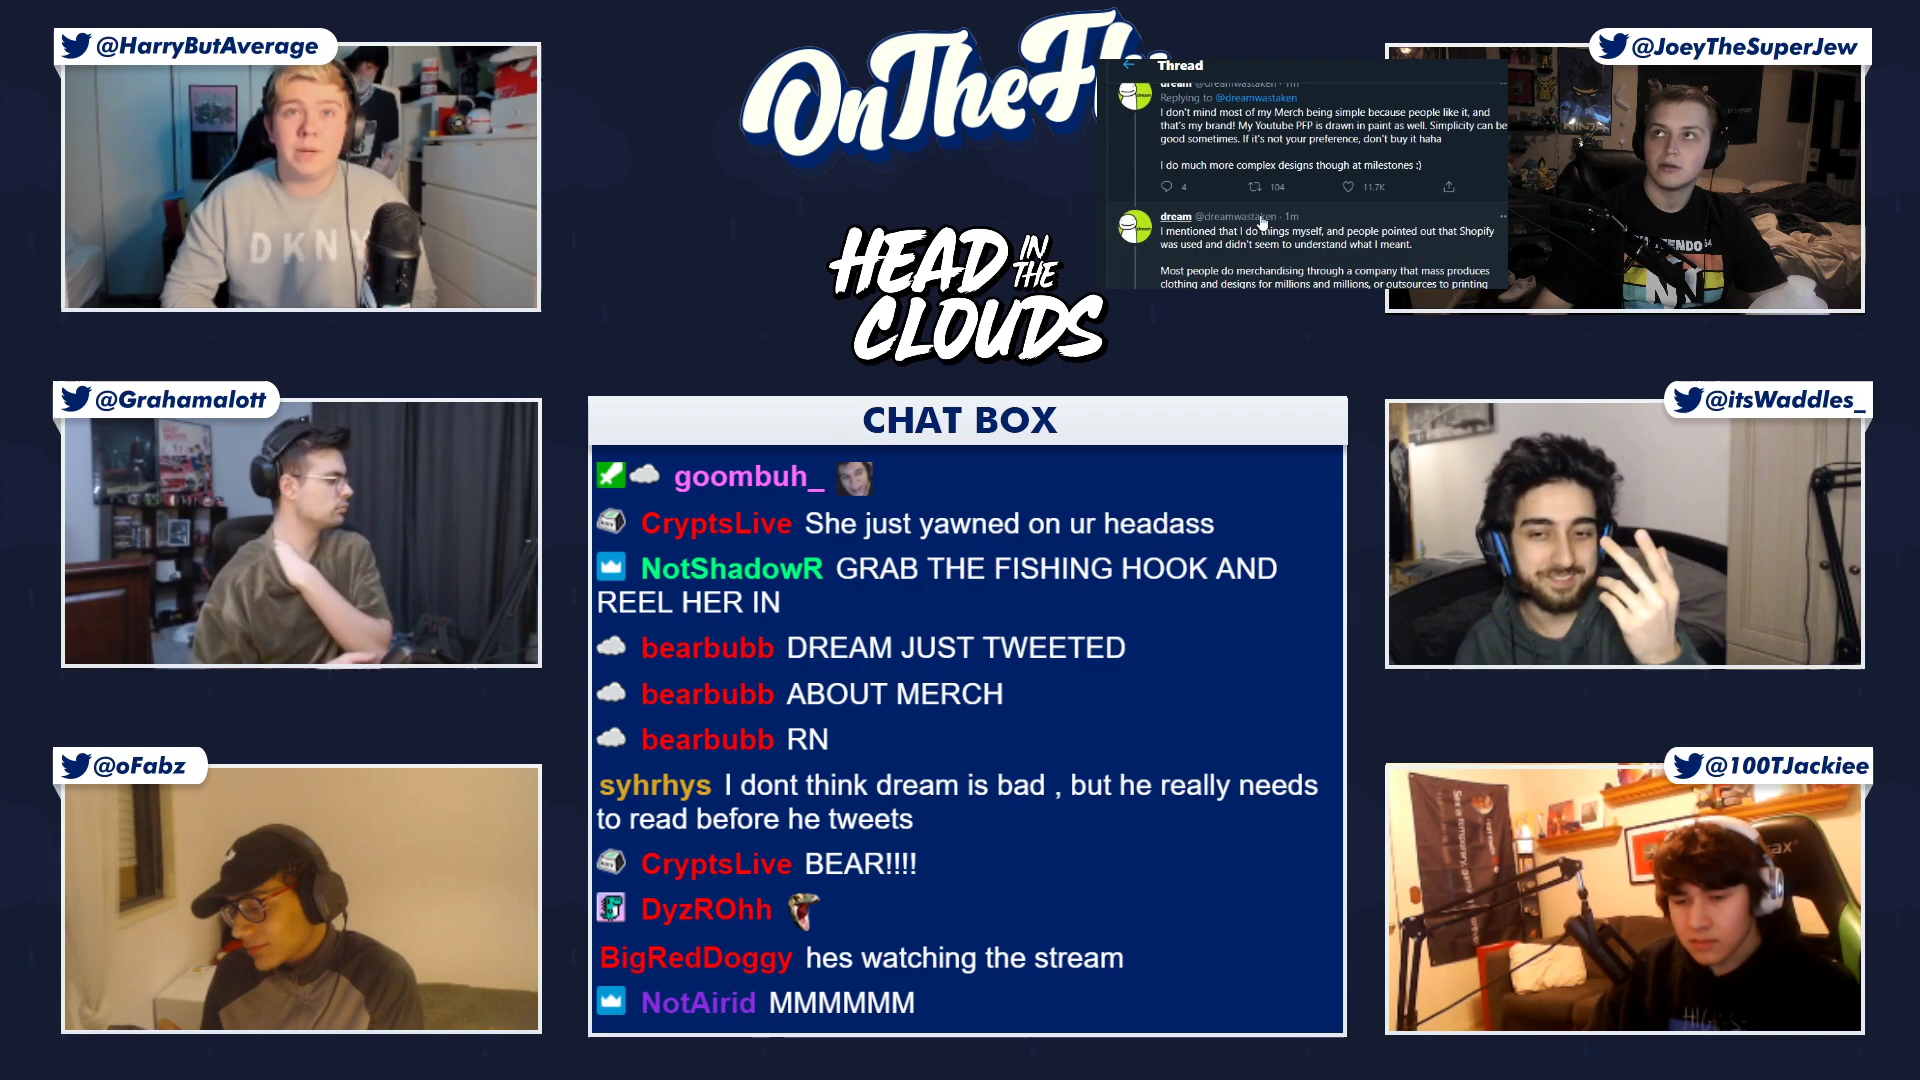 @HarryButAverage
DKNY
OnTheFl
Thread
dream @dreamwastaken · 1m
Replying to @dreamwastaken
I don't mind most of my Merch being simple because people like it, and
that's my brand! My Youtube PFP is drawn in paint as well. Simplicity can be
good sometimes. If it's not your preference, don't buy it haha
I do much more complex designs though at milestones :)
4 104 11.7K
dream @dreamwastaken · 1m
I mentioned that I do things myself, and people pointed out that Shopify
was used and didn't seem to understand what I meant.
Most people do merchandising through a company that mass produces
clothing and designs for millions and millions, or outsources to printing
@JoeyTheSuperJew
HEAD IN
THE
CLOUDS
@Grahamalott
@itsWaddles_
CHAT BOX
goombuh_
CryptsLive She just yawned on ur headass
NotShadowR GRAB THE FISHING HOOK AND
REEL HER IN
bearbubb DREAM JUST TWEETED
bearbubb ABOUT MERCH
bearbubb RN
syhrhys I dont think dream is bad , but he really needs
to read before he tweets
CryptsLive BEAR!!!!
DyzROhh
BigRedDoggy hes watching the stream
NotAirid MMMMMM
@oFabz
@100TJackiee